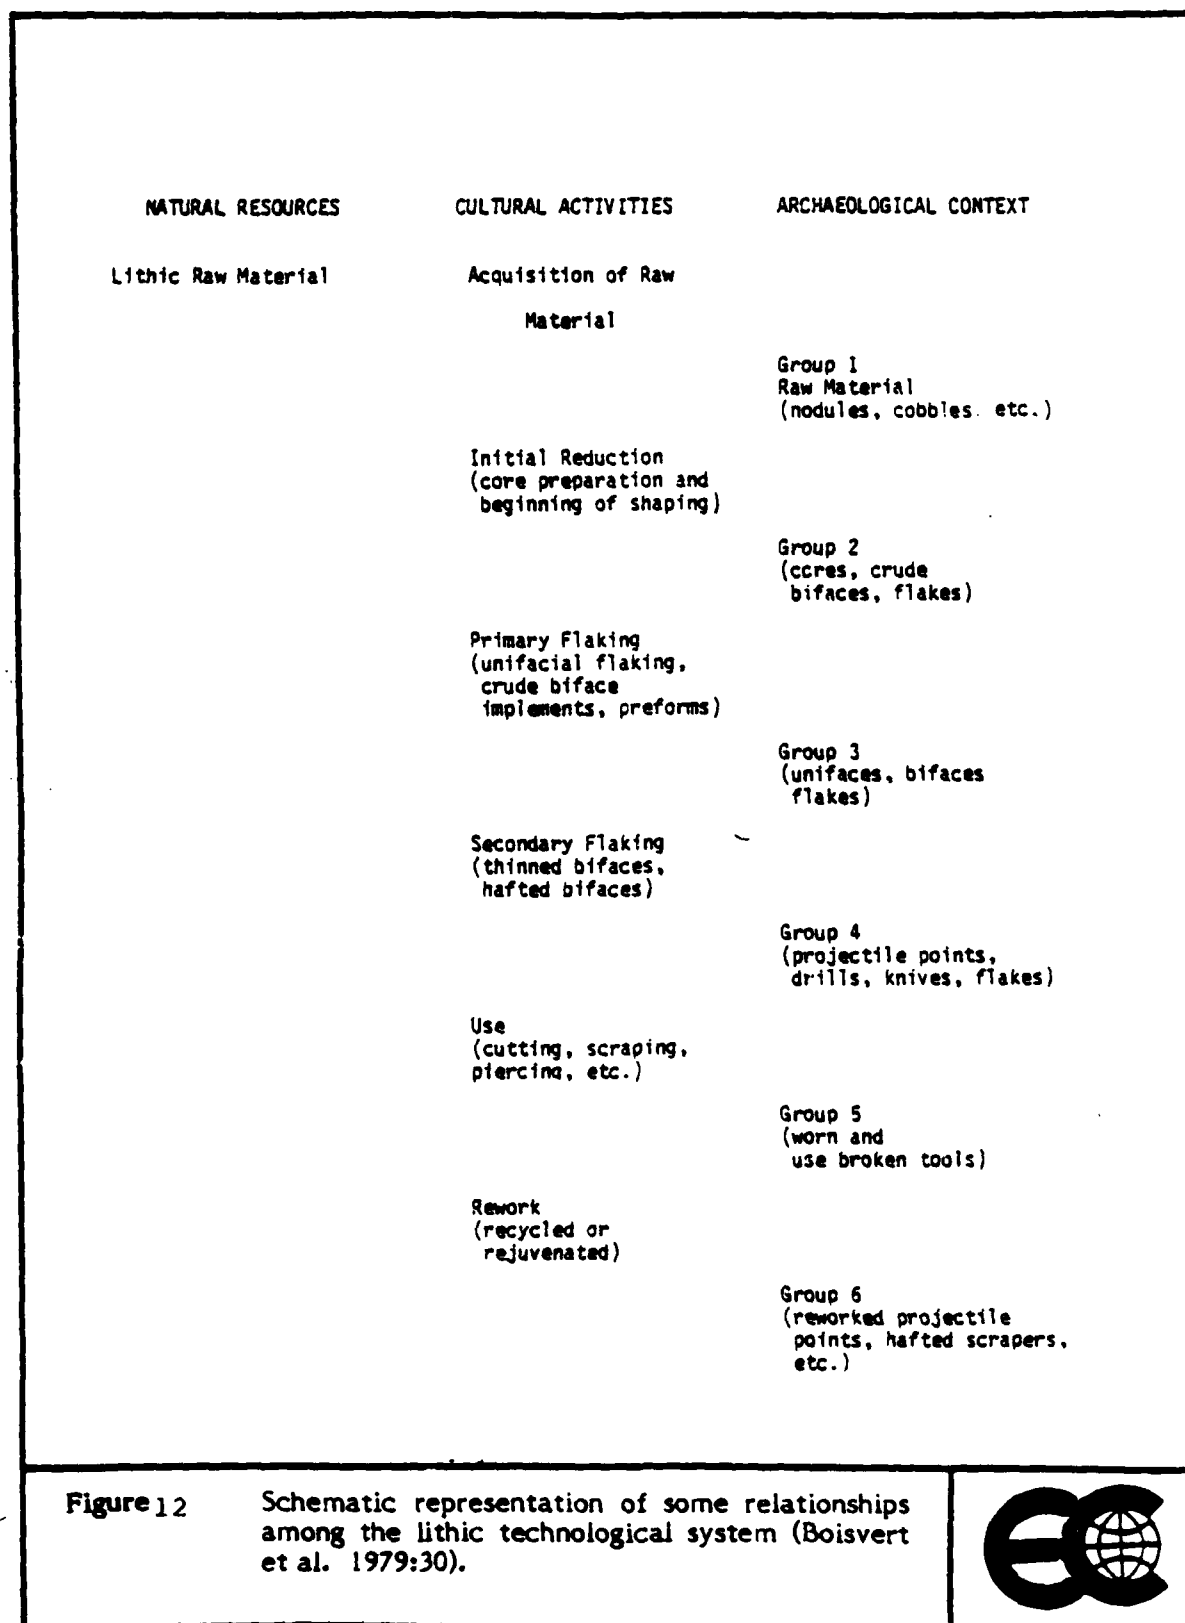 NATURAL RESOURCES CULTURAL ACTIVITIES ARCHAEOLOGICAL CONTEXT
Lithic Raw Material Acquisition of Raw
Material
Group 1
Raw Material
(nodules, cobbles. etc.)
Initial Reduction
(core preparation and
beginning of shaping)
Group 2
(ccres, crude
bifaces, flakes)
Primary Flaking
(unifacial flaking,
crude biface
implements, preforms)
Group 3
(unifaces, bifaces
flakes)
Secondary Flaking
(thinned bifaces,
hafted bifaces)
Group 4
(projectile points,
drills, knives, flakes)
Use
(cutting, scraping,
piercing, etc.)
Group 5
(worn and
use broken tools)
Rework
(recycled or
rejuvenated)
Group 6
(reworked projectile
points, hafted scrapers,
etc.)
Figure 12 Schematic representation of some relationships
among the lithic technological system (Boisvert
et al. 1979:30).